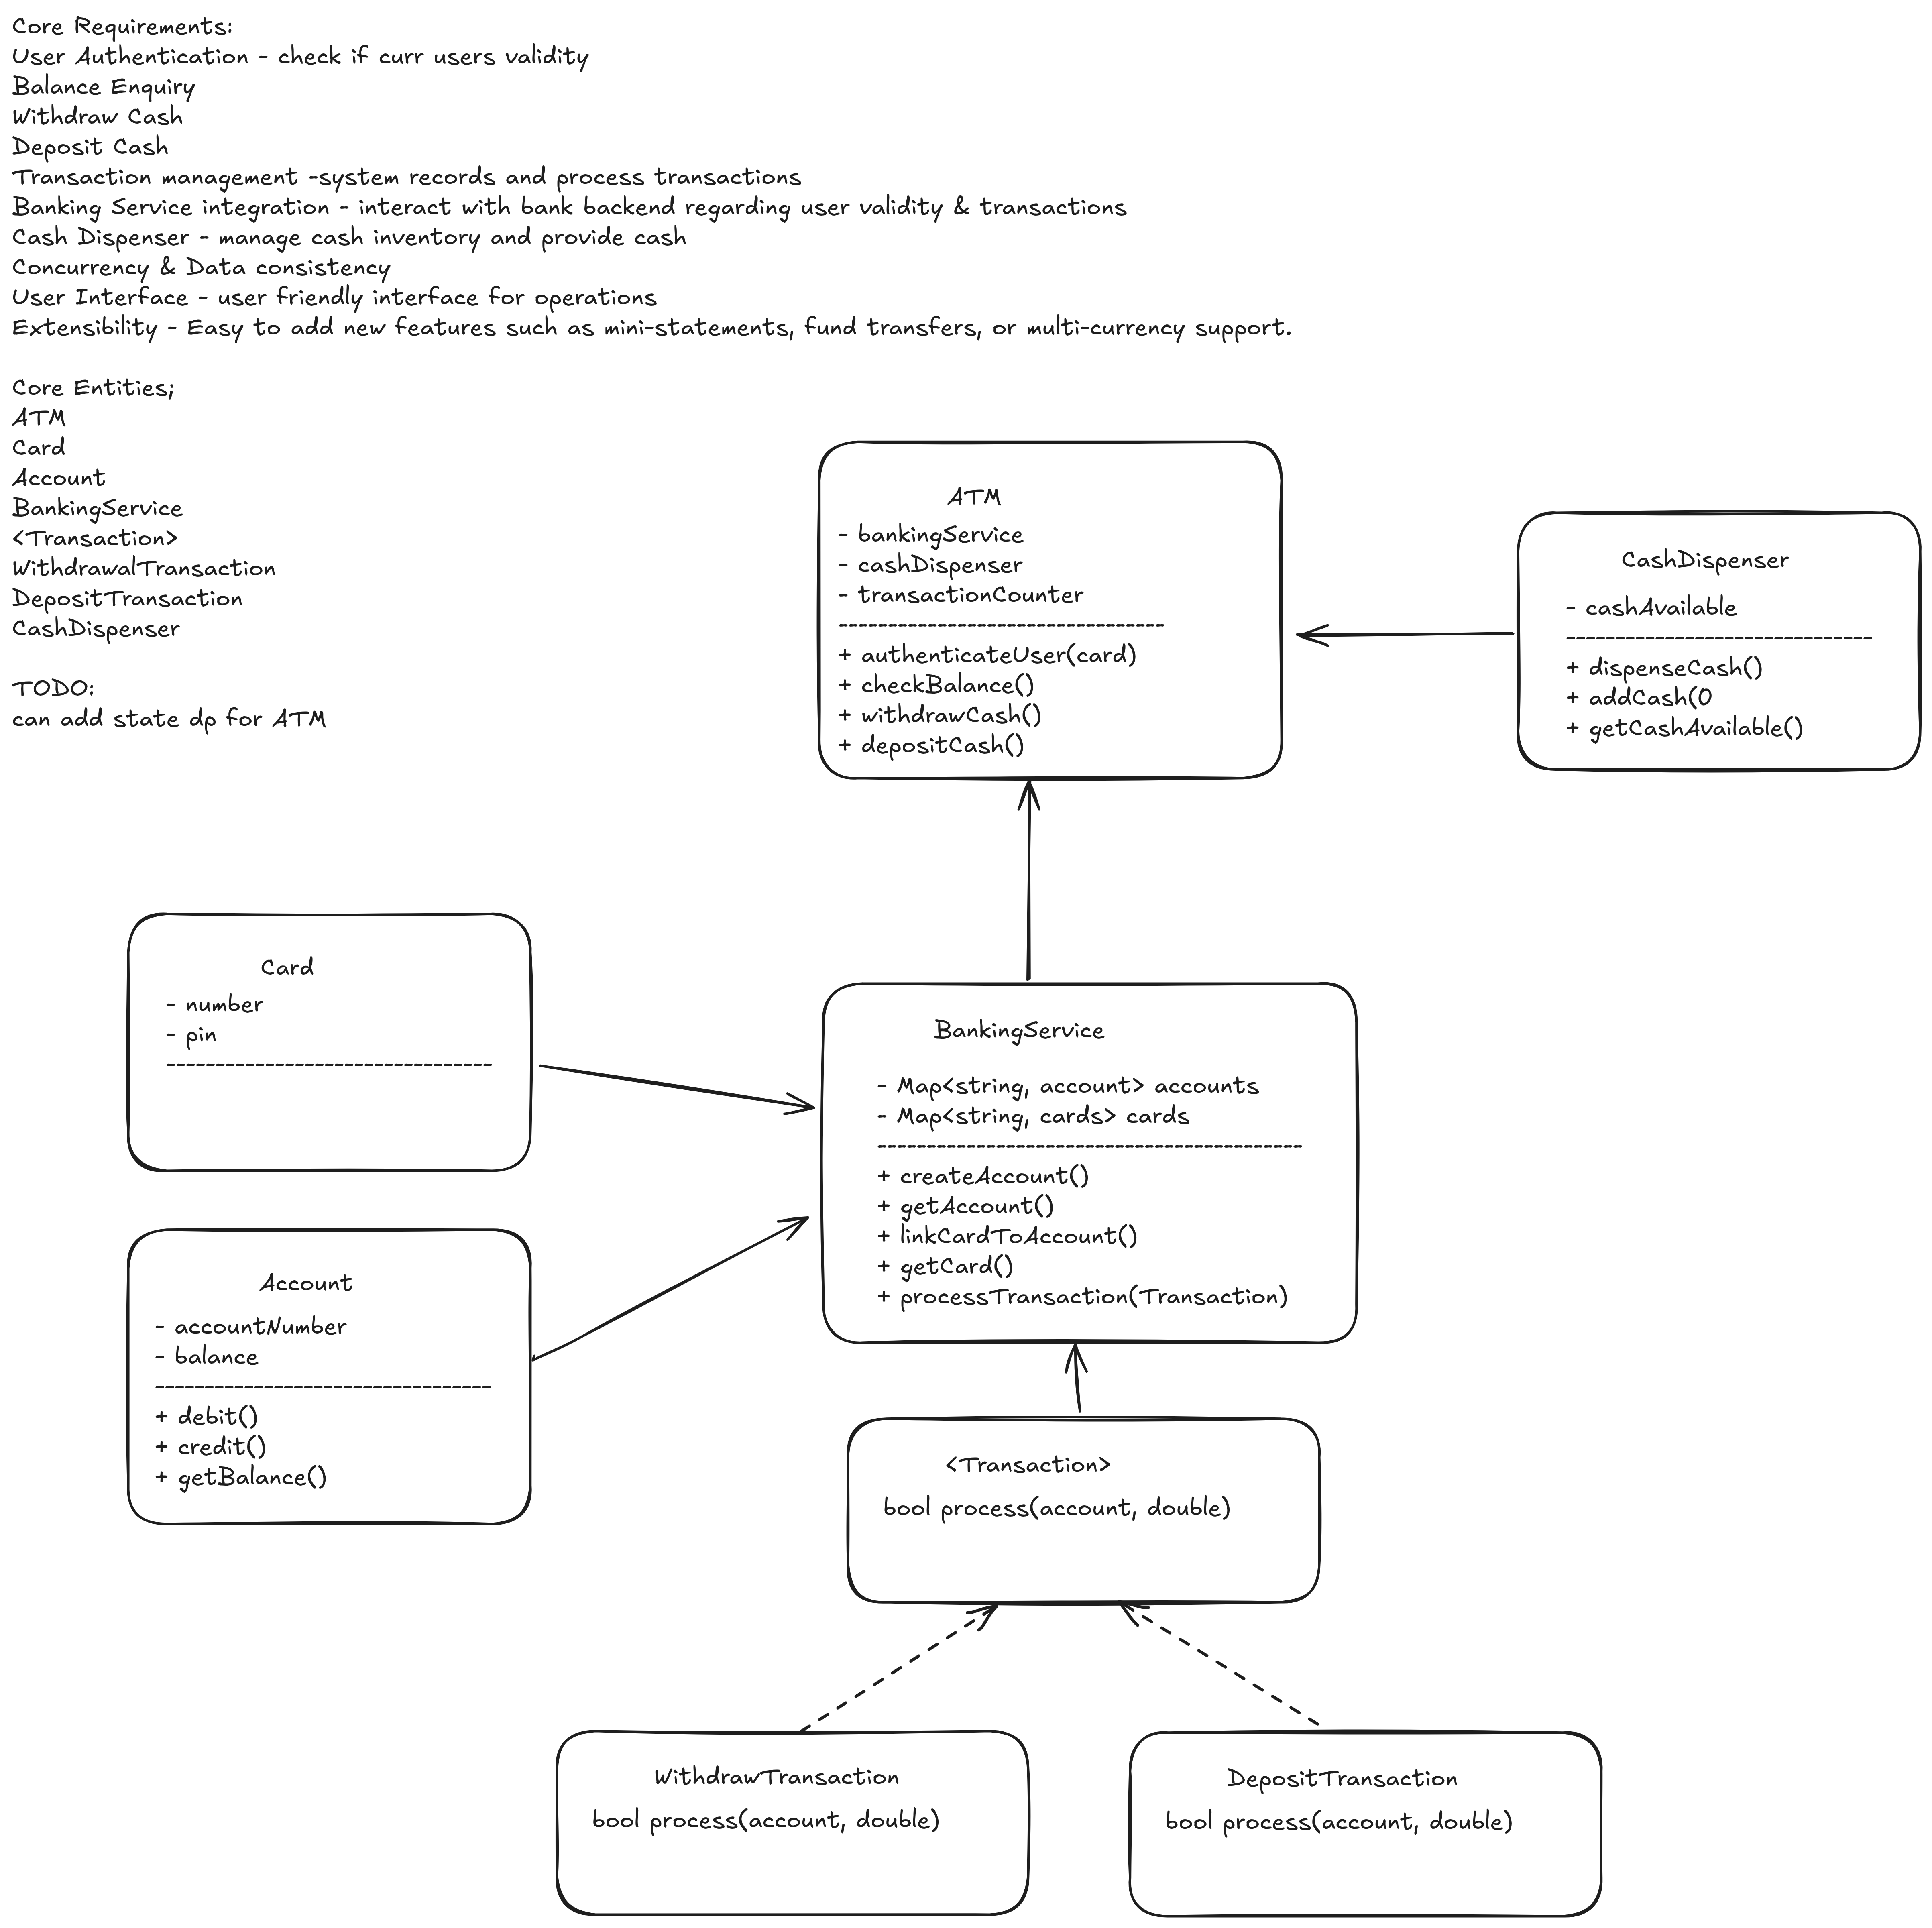 Core Requirements:
User Authentication - check if curr users validity
Balance Enquiry
Withdraw Cash
Deposit Cash
Transaction management -system records and process transactions
Banking Service integration - interact with bank backend regarding user validity & transactions
Cash Dispenser - manage cash inventory and provide cash
Concurrency & Data consistency
User Interface - user friendly interface for operations
Extensibility - Easy to add new features such as mini-statements, fund transfers, or multi-currency support.
Core Entities;
ATM
Card
Account
BankingService
<Transaction>
WithdrawalTransaction
DepositTransaction
CashDispenser
TODO:
can add state dp for ATM
ATM
- bankingService
- cashDispenser
- transactionCounter
---------------------------------
+ authenticateUser(card)
+ checkBalance()
+ withdrawCash()
+ depositCash()
CashDispenser
- cashAvailable
-------------------------------
+ dispenseCash()
+ addCash(0
+ getCashAvailable()
Card
- number
- pin
---------------------------------
BankingService
- Map<string, account> accounts
- Map<string, cards> cards
-------------------------------------------
+ createAccount()
+ getAccount()
+ linkCardToAccount()
+ getCard()
+ processTransaction(Transaction)
Account
- accountNumber
- balance
----------------------------------
+ debit()
+ credit()
+ getBalance()
<Transaction>
bool process(account, double)
WithdrawTransaction
bool process(account, double)
DepositTransaction
bool process(account, double)